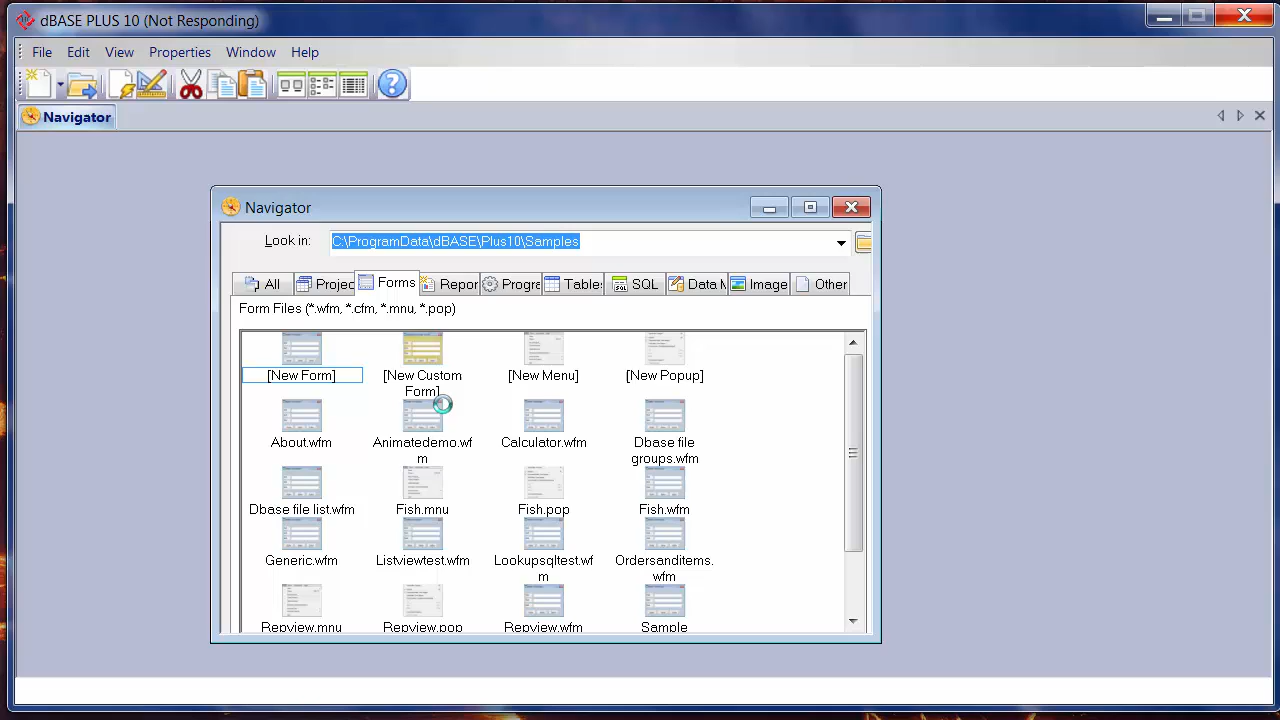 dBASE PLUS 10 (Not Responding)
File Edit View Properties Window Help
Navigator
Navigator
Look in: C:\ProgramData\dBASE\Plus10\Samples
All Projec Forms Repor Progra Table: SQL Data M Image Other
Form Files (*.wfm, *.cfm, *.mnu, *.pop)
[New Form] [New Custom Form] [New Menu] [New Popup]
About.wfm Animatedemo.wfm Calculator.wfm Dbase file groups.wfm
Dbase file list.wfm Fish.mnu Fish.pop Fish.wfm
Generic.wfm Listviewtest.wfm Lookupsqltest.wfm Ordersanditems.wfm
Repview.mnu Repview.pop Repview.wfm Sample